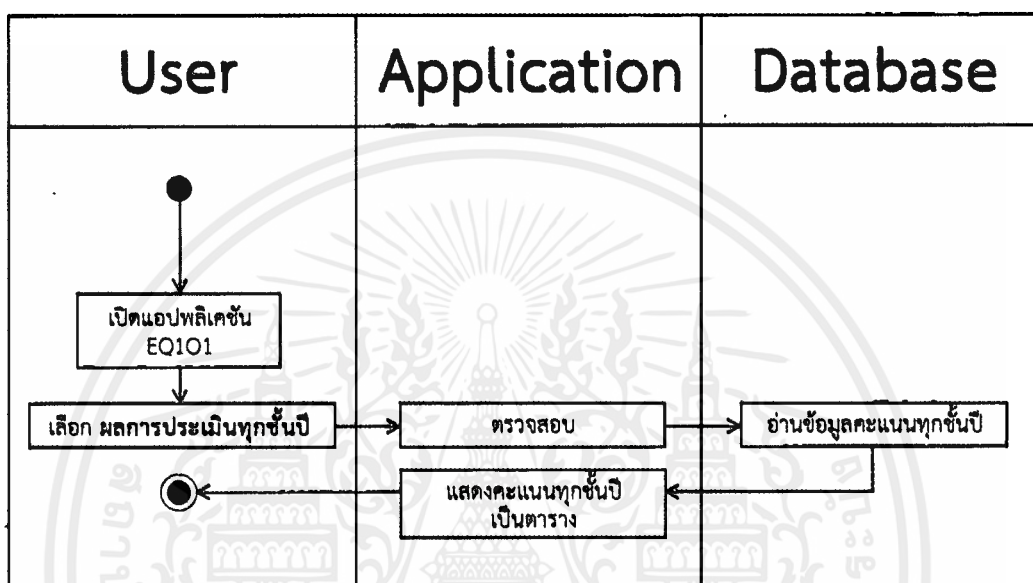 User
Application
Database
เปิดแอปพลิเคชัน
EQ101
เลือก ผลการประเมินทุกชั้นปี
ตรวจสอบ
อ่านข้อมูลคะแนนทุกชั้นปี
แสดงคะแนนทุกชั้นปี
เป็นตาราง